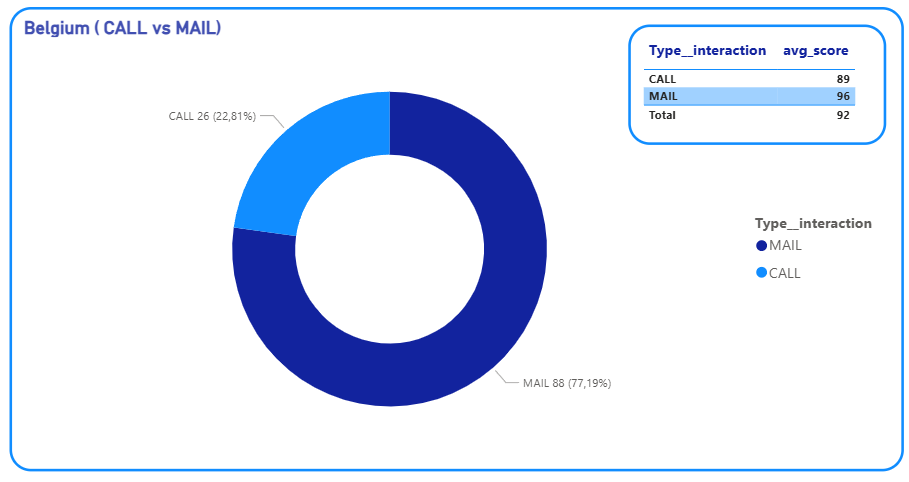 Belgium ( CALL vs MAIL)
Type__interaction avg_score
CALL 89
MAIL 96
Total 92
CALL 26 (22,81%)
Type__interaction
MAIL
CALL
MAIL 88 (77,19%)